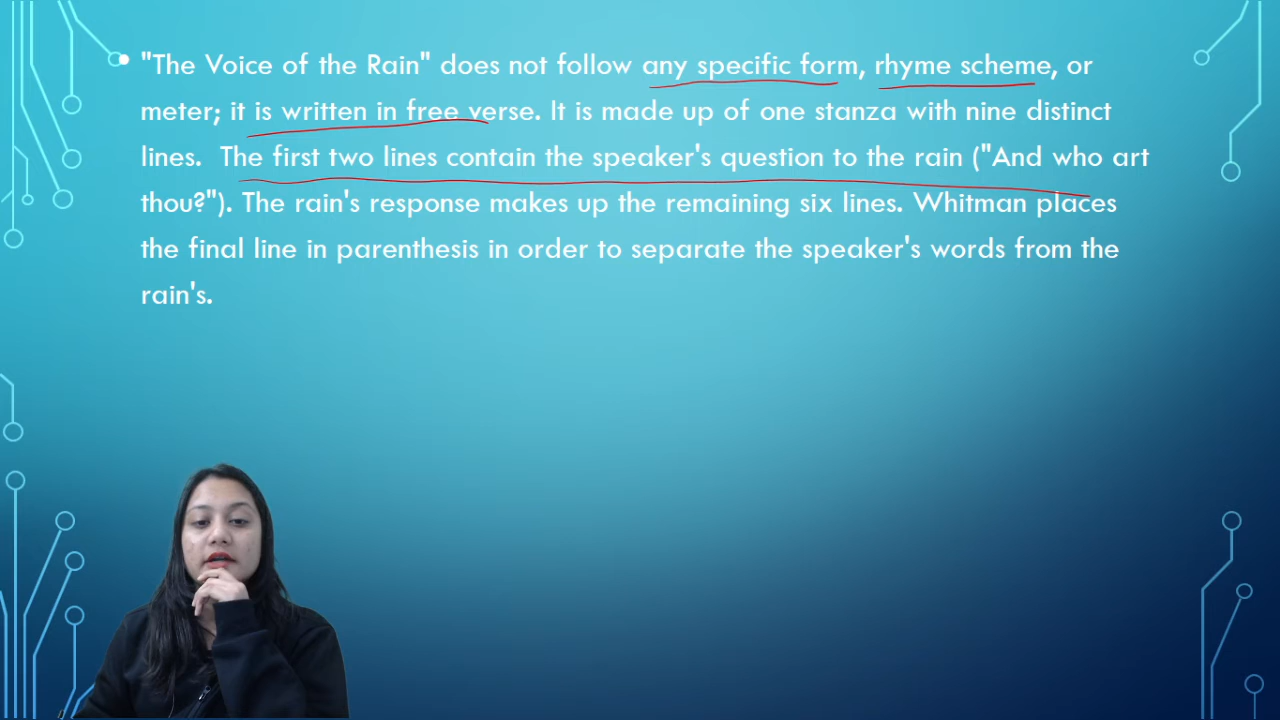 "The Voice of the Rain" does not follow any specific form, rhyme scheme, or
meter; it is written in free verse. It is made up of one stanza with nine distinct
lines.  The first two lines contain the speaker's question to the rain ("And who art
thou?"). The rain's response makes up the remaining six lines. Whitman places
the final line in parenthesis in order to separate the speaker's words from the
rain's.